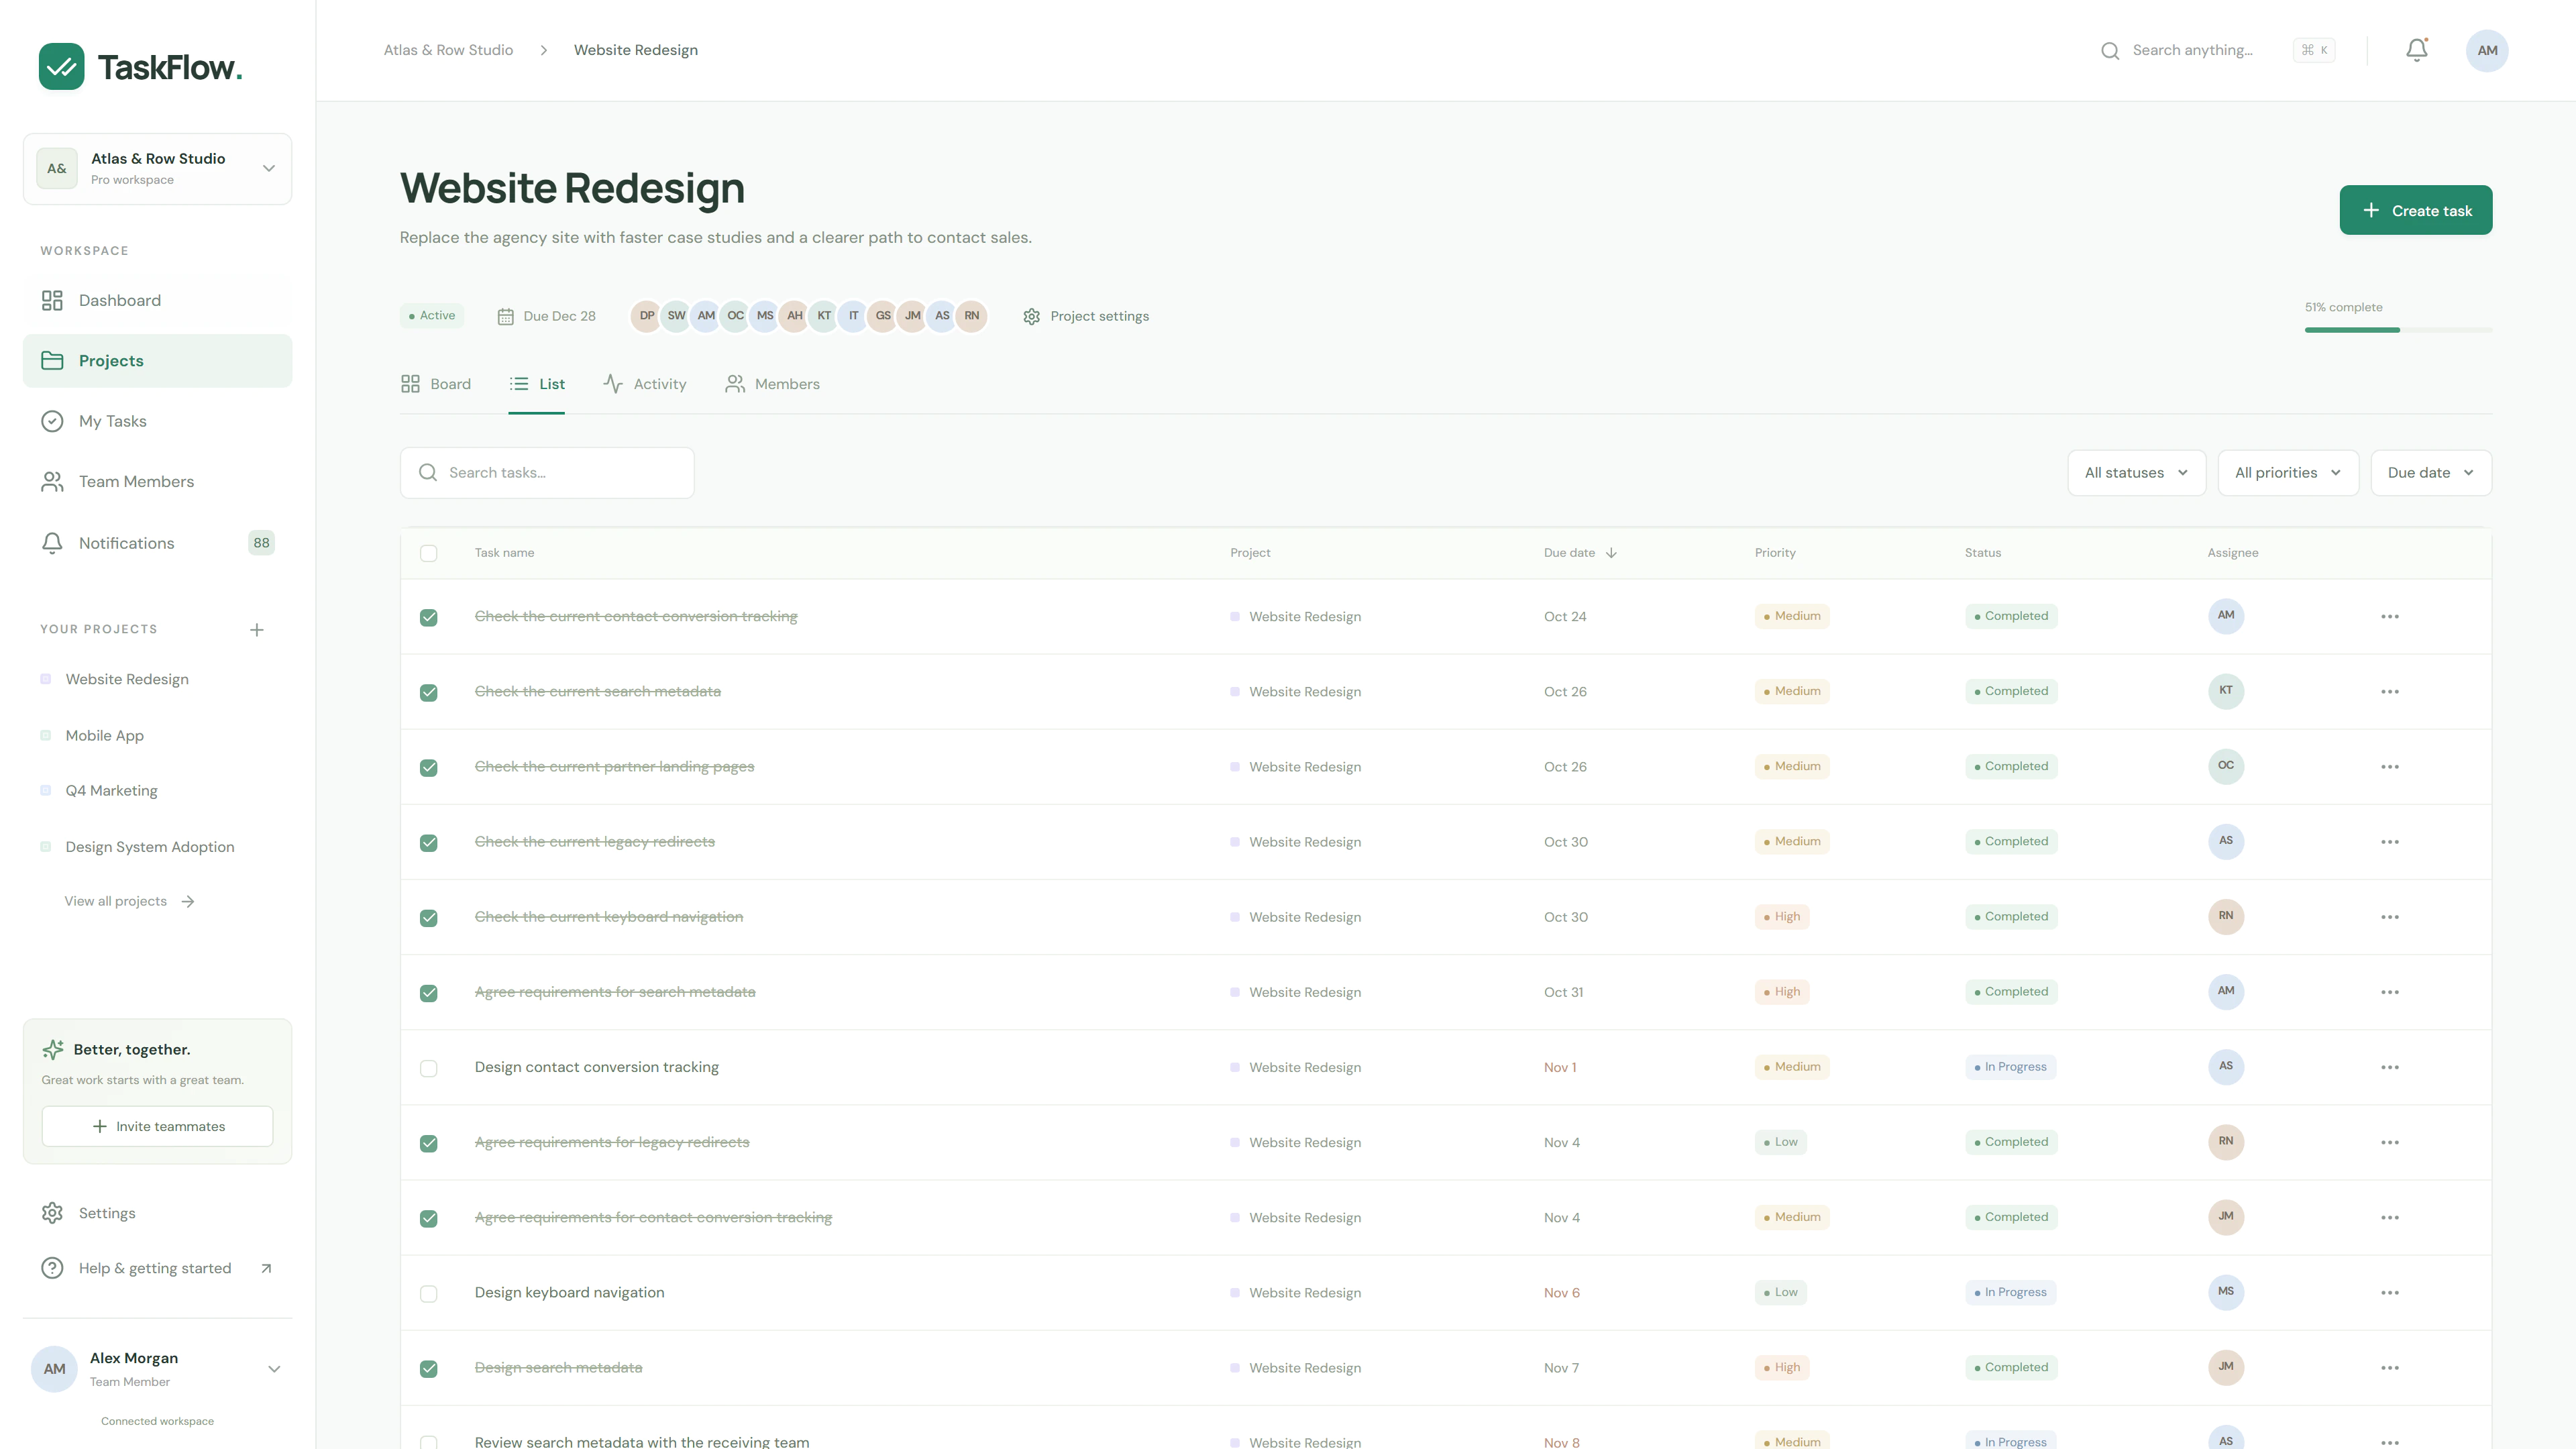 TaskFlow.
Atlas & Row Studio
Website Redesign
Search anything...
⌘ K
AM
A&
Atlas & Row Studio
Pro workspace
WORKSPACE
Dashboard
Projects
My Tasks
Team Members
Notifications
88
YOUR PROJECTS
Website Redesign
Mobile App
Q4 Marketing
Design System Adoption
View all projects
Better, together.
Great work starts with a great team.
Invite teammates
Settings
Help & getting started
AM
Alex Morgan
Team Member
Connected workspace
Website Redesign
Replace the agency site with faster case studies and a clearer path to contact sales.
Create task
Active
Due Dec 28
DP SW AM OC MS AH KT IT GS JM AS RN
Project settings
51% complete
Board
List
Activity
Members
Search tasks...
All statuses
All priorities
Due date
Task name Project Due date Priority Status Assignee
Check the current contact conversion tracking Website Redesign Oct 24 Medium Completed AM
Check the current search metadata Website Redesign Oct 26 Medium Completed KT
Check the current partner landing pages Website Redesign Oct 26 Medium Completed OC
Check the current legacy redirects Website Redesign Oct 30 Medium Completed AS
Check the current keyboard navigation Website Redesign Oct 30 High Completed RN
Agree requirements for search metadata Website Redesign Oct 31 High Completed AM
Design contact conversion tracking Website Redesign Nov 1 Medium In Progress AS
Agree requirements for legacy redirects Website Redesign Nov 4 Low Completed RN
Agree requirements for contact conversion tracking Website Redesign Nov 4 Medium Completed JM
Design keyboard navigation Website Redesign Nov 6 Low In Progress MS
Design search metadata Website Redesign Nov 7 High Completed JM
Review search metadata with the receiving team Website Redesign Nov 8 Medium In Progress AS